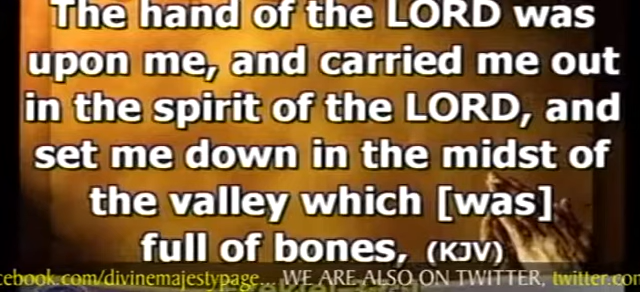 The hand of the LORD was
upon me, and carried me out
in the spirit of the LORD, and
set me down in the midst of
the valley which [was]
full of bones, (KJV)
cebook.com/divinemajestypage... WE ARE ALSO ON TWITTER, twitter.com